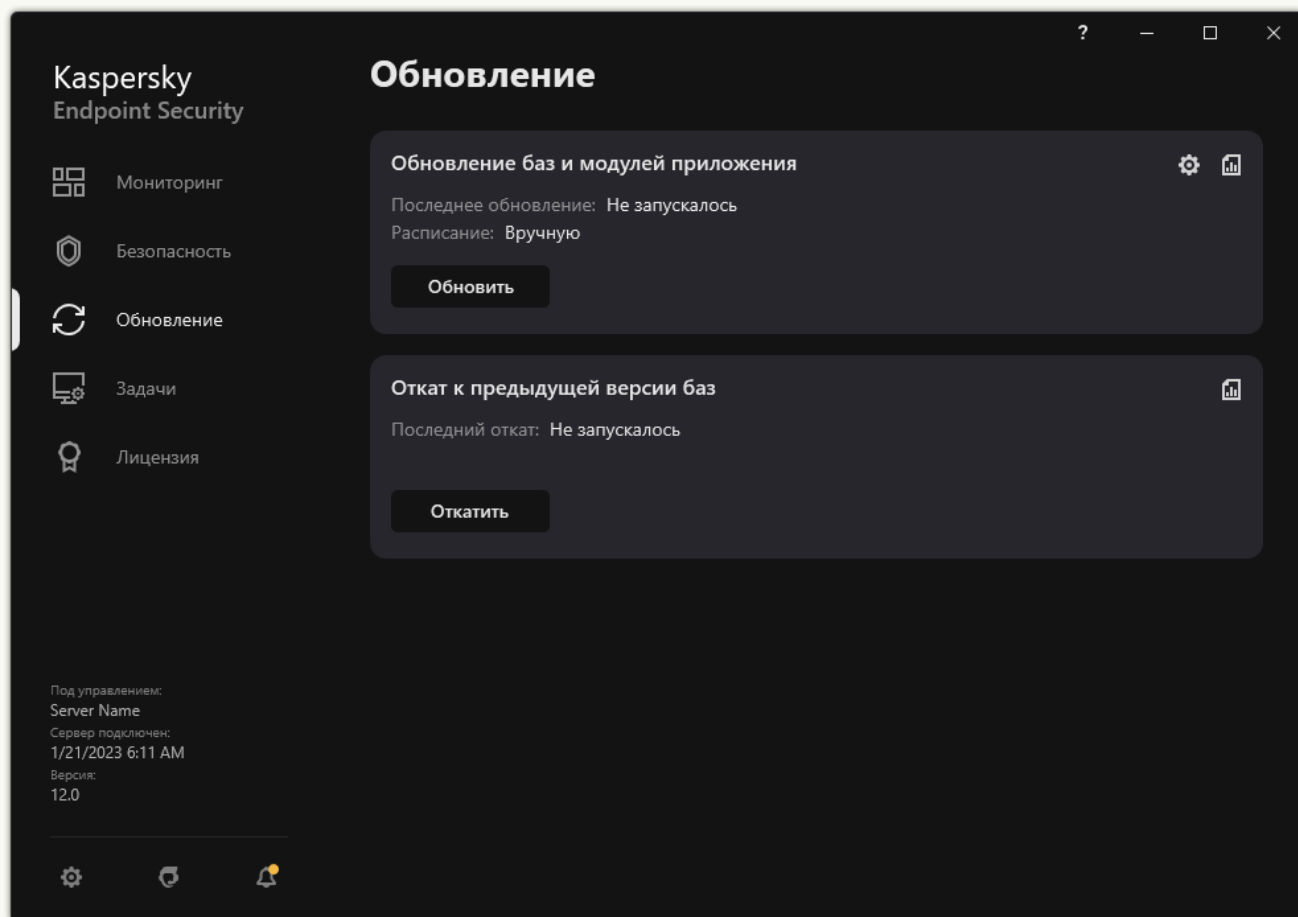 ?
Kaspersky
Endpoint Security
Мониторинг
Безопасность
Обновление
Задачи
Лицензия
Под управлением:
Server Name
Сервер подключен:
1/21/2023 6:11 AM
Версия:
12.0
Обновление
Обновление баз и модулей приложения
Последнее обновление: Не запускалось
Расписание: Вручную
Обновить
Откат к предыдущей версии баз
Последний откат: Не запускалось
Откатить